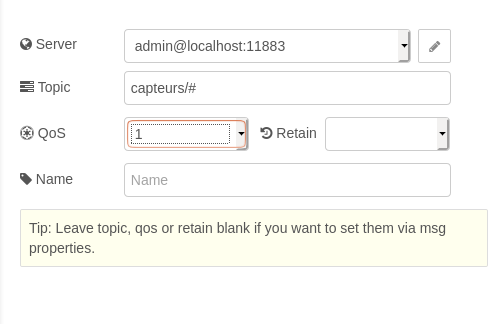 Server admin@localhost:11883
Topic capteurs/#
QoS 1 Retain
Name Name
Tip: Leave topic, qos or retain blank if you want to set them via msg
properties.